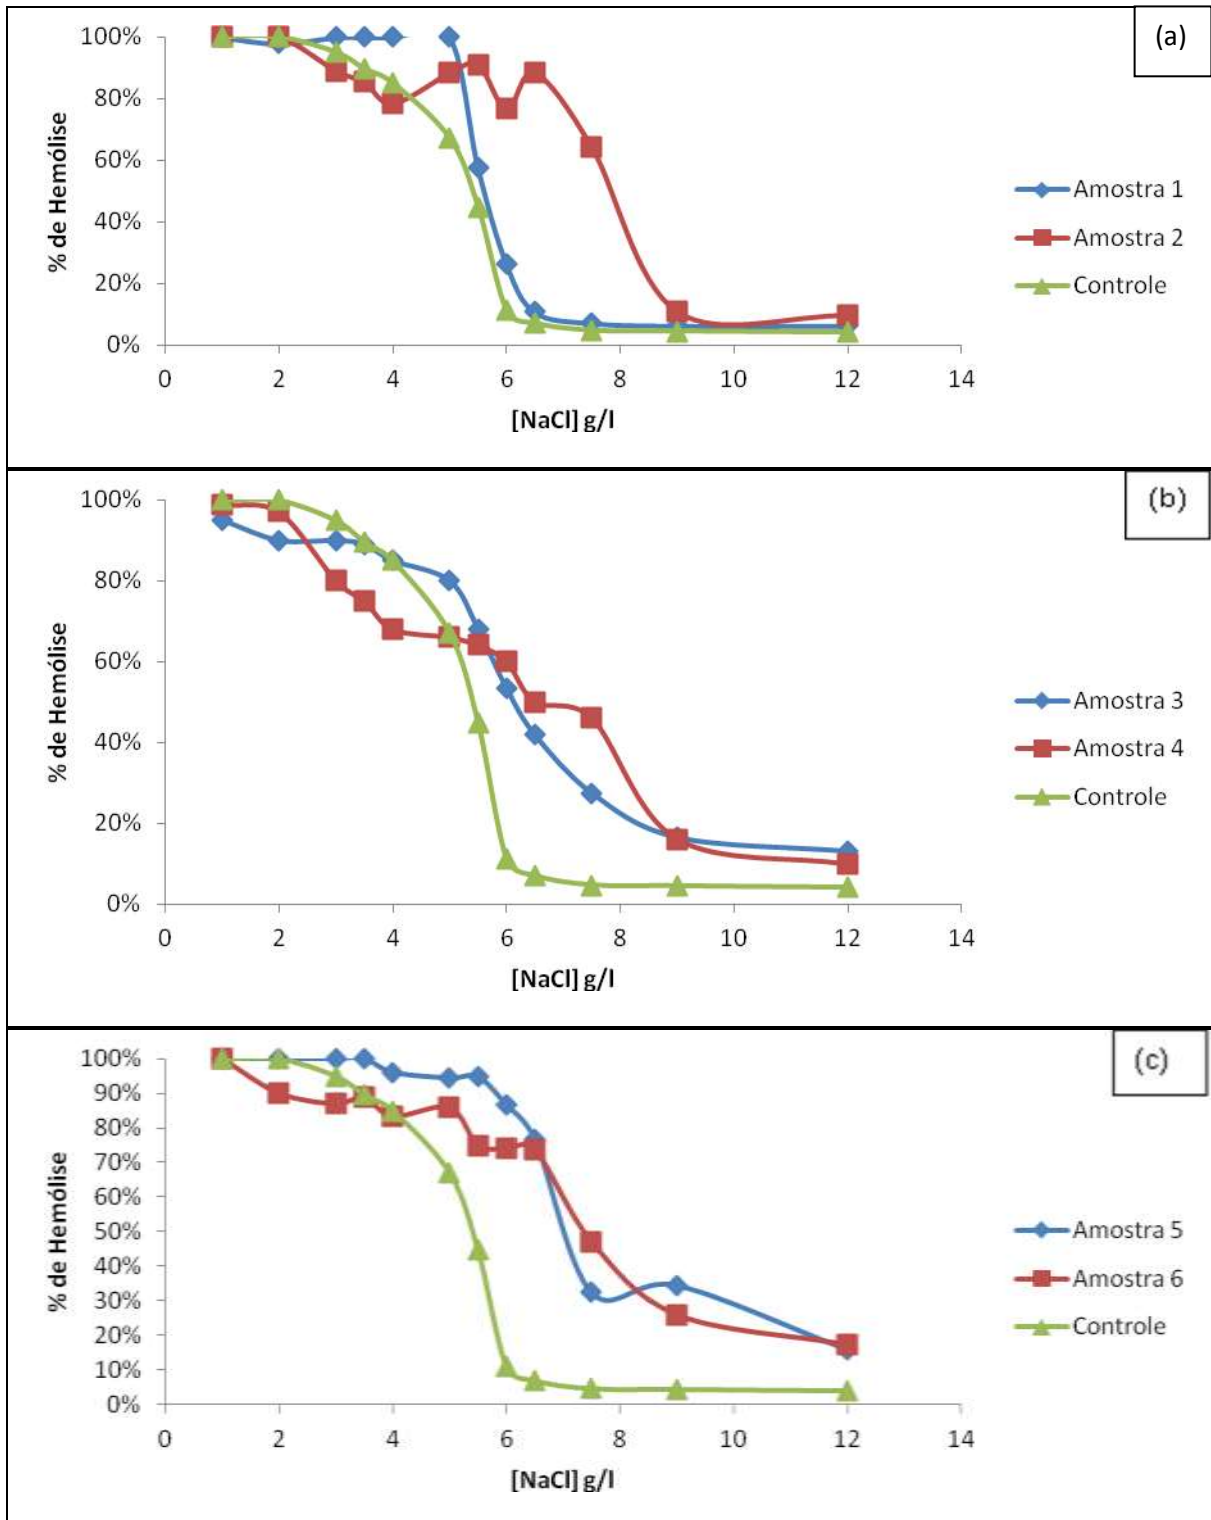 (a)
100%
80%
60%
40%
20%
0%
% de Hemólise
0 2 4 6 8 10 12 14
[NaCl] g/l
Amostra 1
Amostra 2
Controle
(b)
100%
80%
60%
40%
20%
0%
% de Hemólise
0 2 4 6 8 10 12 14
[NaCl] g/l
Amostra 3
Amostra 4
Controle
(c)
100%
90%
80%
70%
60%
50%
40%
30%
20%
10%
0%
% de Hemólise
0 2 4 6 8 10 12 14
[NaCl] g/l
Amostra 5
Amostra 6
Controle